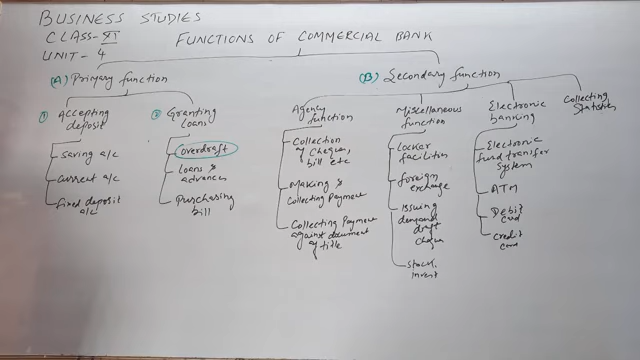 BUSINESS STUDIES
CLASS-XI
FUNCTIONS OF COMMERCIAL BANK
UNIT-4
(A) Primary function
(B) Secondary function
① Accepting
deposit
Saving a/c
Current a/c
Fixed deposit
a/c
② Granting
loans
Overdraft
Loans &
advances
Purchasing
bill
Agency
function
Collection
of cheques,
bill etc
Making &
collecting Payment
Collecting Payment
against document
of title
Miscellaneous
function
Locker
facilities
foreign
exchange
Issuing
demand
draft
cheque
Stock
invest
Electronic
banking
Electronic
fund transfer
system
ATM
Debit
card
Credit
card
Collecting
Statistics